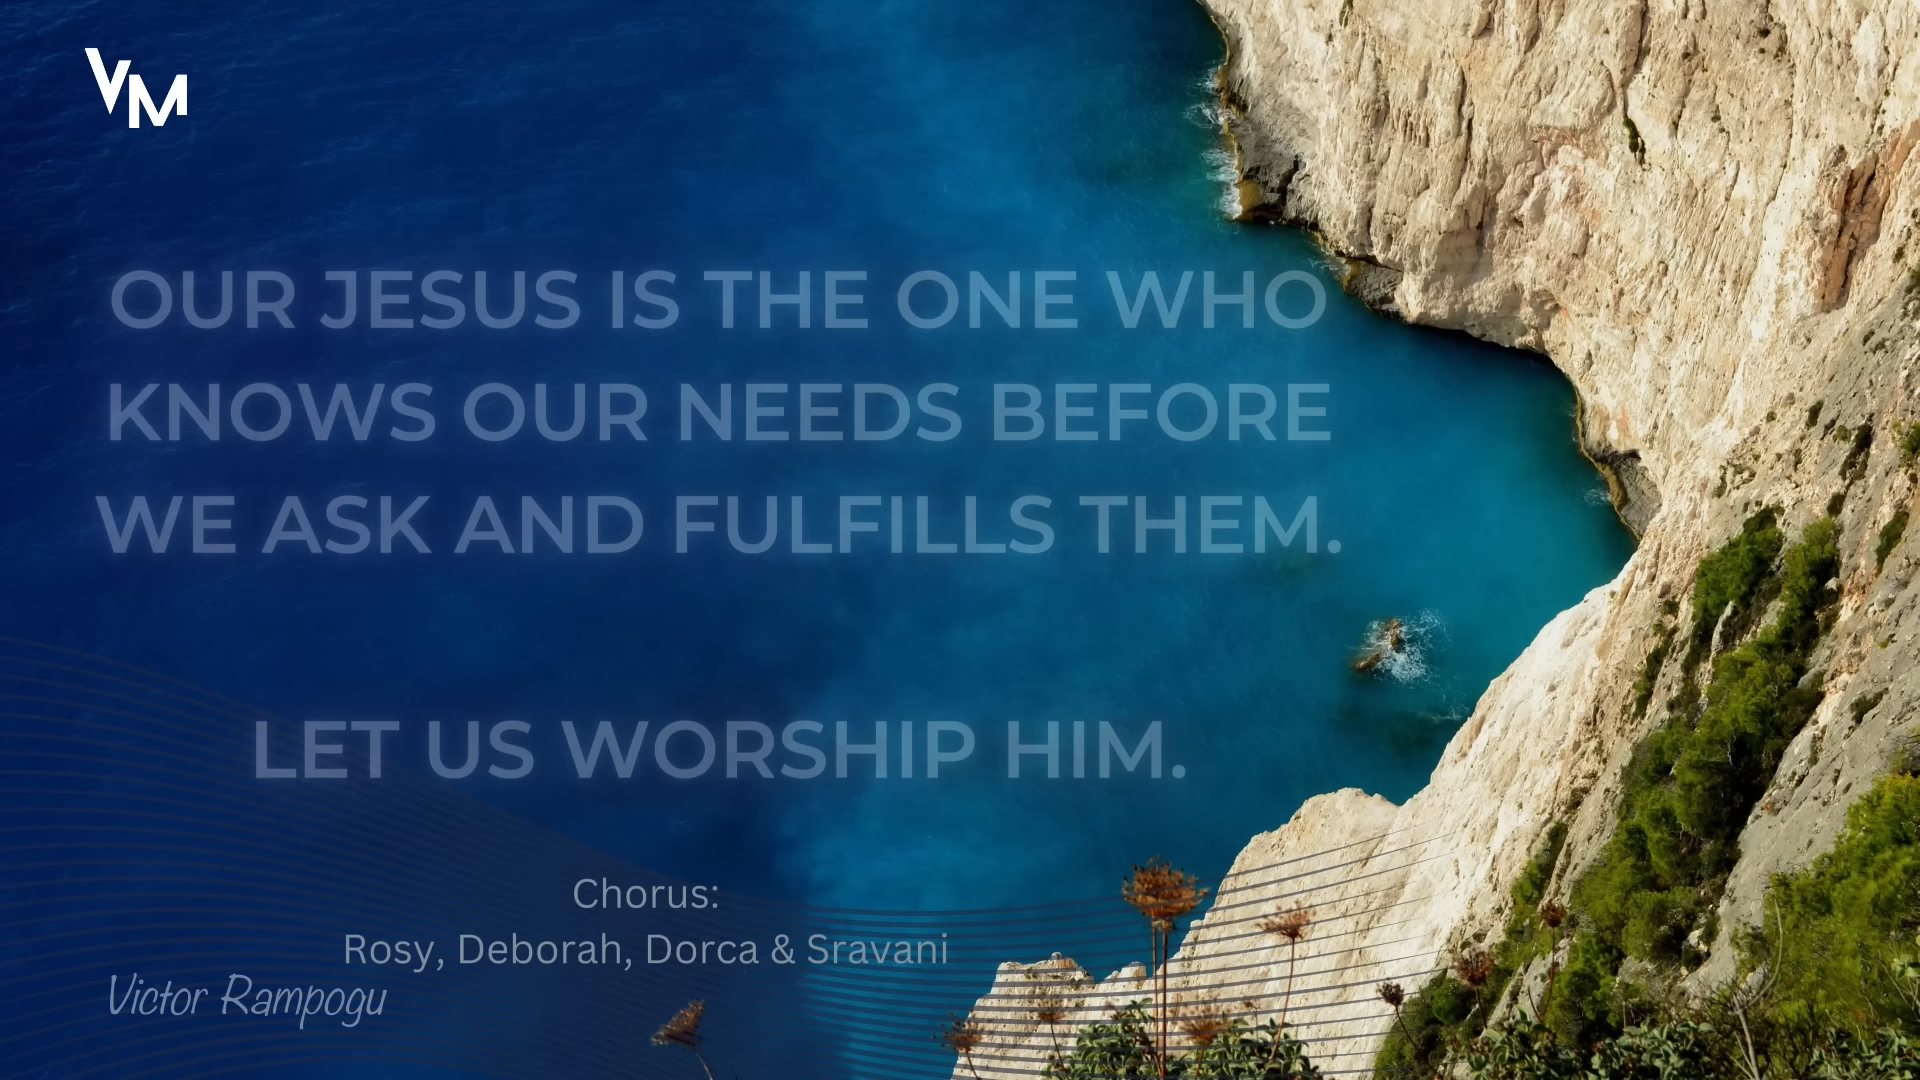 VM
OUR JESUS IS THE ONE WHO
KNOWS OUR NEEDS BEFORE
WE ASK AND FULFILLS THEM.
LET US WORSHIP HIM.
Chorus:
Rosy, Deborah, Dorca & Sravani
Victor Rampogu